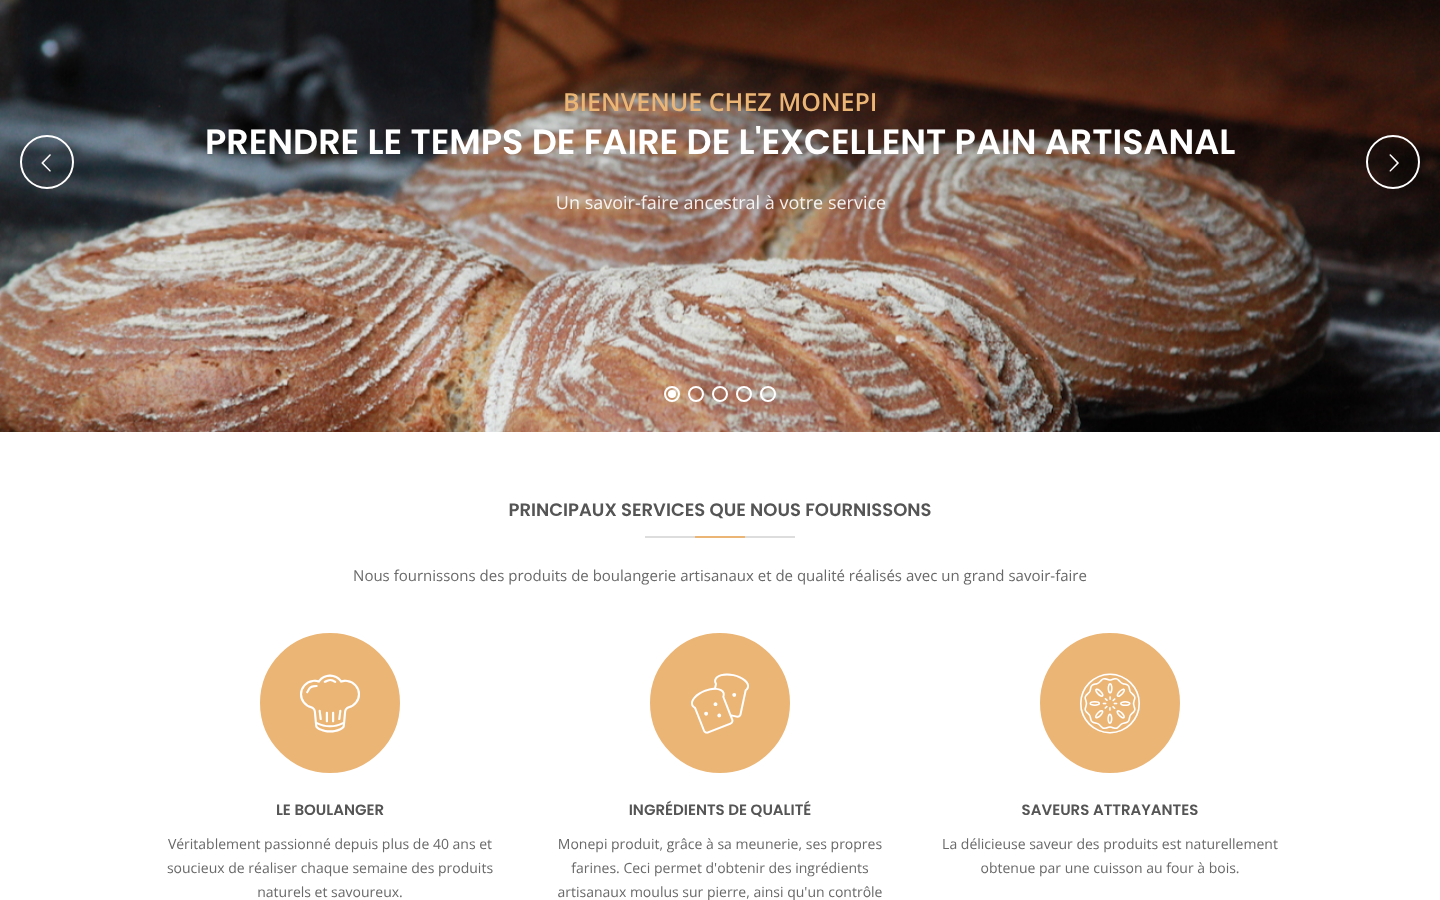 BIENVENUE CHEZ MONEPI
PRENDRE LE TEMPS DE FAIRE DE L'EXCELLENT PAIN ARTISANAL
Un savoir-faire ancestral à votre service
PRINCIPAUX SERVICES QUE NOUS FOURNISSONS
Nous fournissons des produits de boulangerie artisanaux et de qualité réalisés avec un grand savoir-faire
LE BOULANGER
Véritablement passionné depuis plus de 40 ans et
soucieux de réaliser chaque semaine des produits
naturels et savoureux.
INGRÉDIENTS DE QUALITÉ
Monepi produit, grâce à sa meunerie, ses propres
farines. Ceci permet d'obtenir des ingrédients
artisanaux moulus sur pierre, ainsi qu'un contrôle
SAVEURS ATTRAYANTES
La délicieuse saveur des produits est naturellement
obtenue par une cuisson au four à bois.